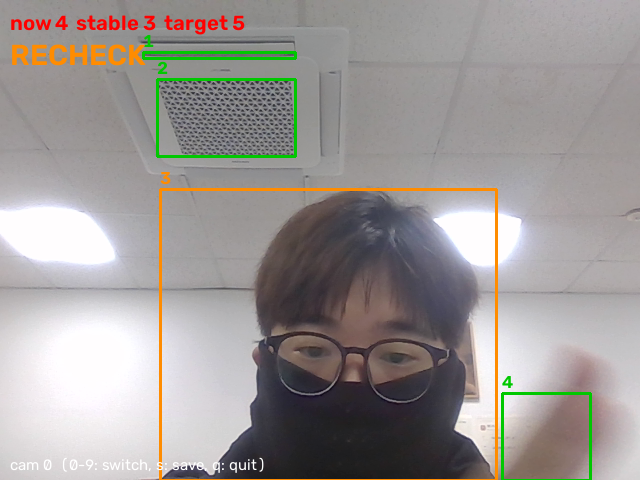 now 4 stable 3 target 5
RECHECK
1
2
3
4
cam 0 (0-9: switch, s: save, q: quit)